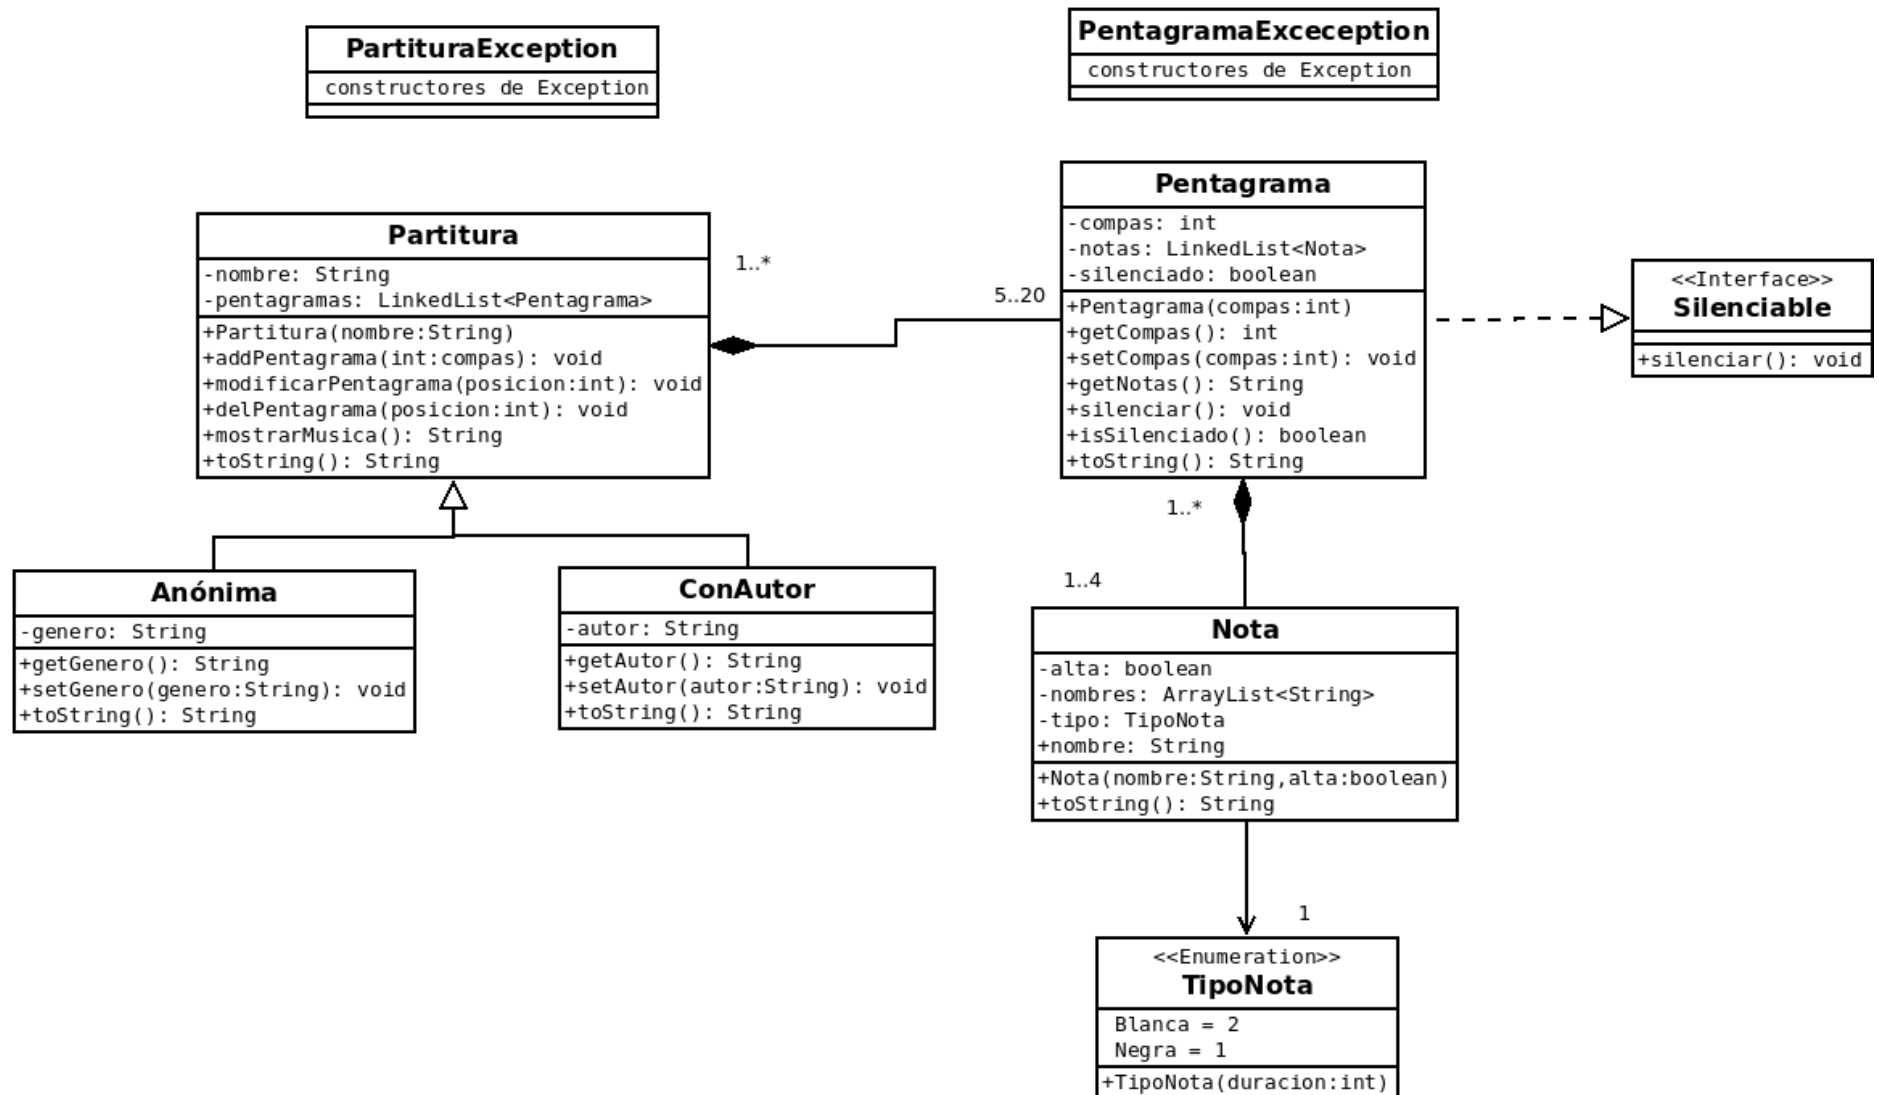 PartituraException
constructores de Exception
PentagramaExceception
constructores de Exception
Partitura
-nombre: String
-pentagramas: LinkedList<Pentagrama>
+Partitura(nombre:String)
+addPentagrama(int:compas): void
+modificarPentagrama(posicion:int): void
+delPentagrama(posicion:int): void
+mostrarMusica(): String
+toString(): String
1..*
5..20
Pentagrama
-compas: int
-notas: LinkedList<Nota>
-silenciado: boolean
+Pentagrama(compas:int)
+getCompas(): int
+setCompas(compas:int): void
+getNotas(): String
+silenciar(): void
+isSilenciado(): boolean
+toString(): String
<<Interface>>
Silenciable
+silenciar(): void
Anónima
-genero: String
+getGenero(): String
+setGenero(genero:String): void
+toString(): String
ConAutor
-autor: String
+getAutor(): String
+setAutor(autor:String): void
+toString(): String
1..*
1..4
Nota
-alta: boolean
-nombres: ArrayList<String>
-tipo: TipoNota
+nombre: String
+Nota(nombre:String,alta:boolean)
+toString(): String
1
<<Enumeration>>
TipoNota
Blanca = 2
Negra = 1
+TipoNota(duracion:int)